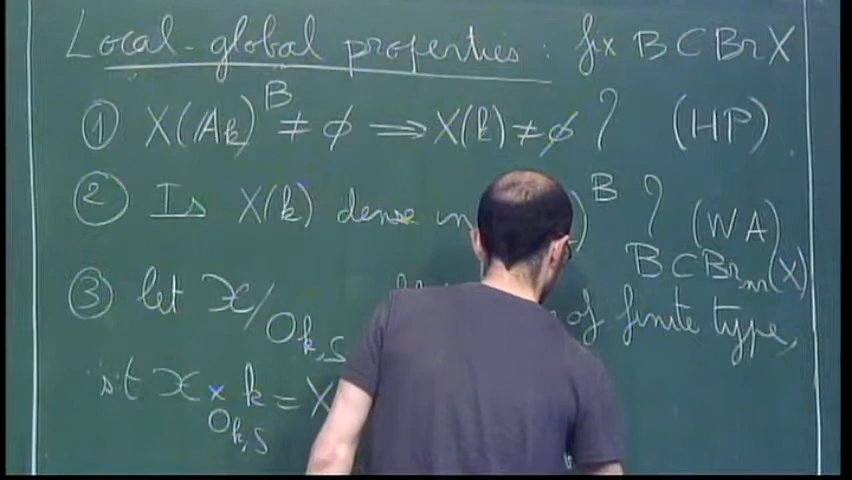 Local-global properties : fix B ⊂ Br X
① X(A_k)^B ≠ ∅ ⟹ X(k) ≠ ∅ ? (HP)
② Is X(k) dense in )^B ? (WA)
B ⊂ Br_nr(X)
③ let 𝒳/O_{k,S} of finite type,
s.t 𝒳 ×_{O_{k,S}} k = X